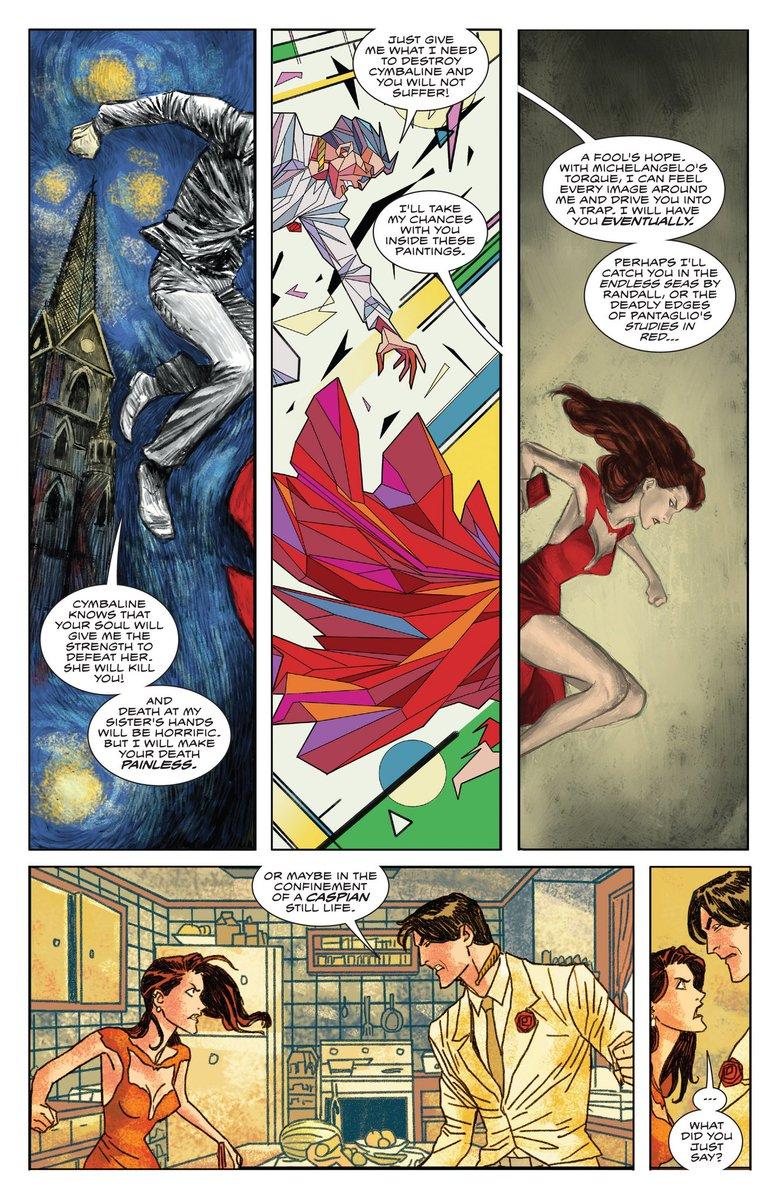 CYMBALINE
KNOWS THAT
YOUR SOUL WILL
GIVE ME THE
STRENGTH TO
DEFEAT HER.
SHE WILL KILL
YOU!
AND
DEATH AT MY
SISTER'S HANDS
WILL BE HORRIFIC.
BUT I WILL MAKE
YOUR DEATH
PAINLESS.
JUST GIVE
ME WHAT I NEED
TO DESTROY
CYMBALINE AND
YOU WILL NOT
SUFFER!
I'LL TAKE
MY CHANCES
WITH YOU
INSIDE THESE
PAINTINGS.
A FOOL'S HOPE.
WITH MICHELANGELO'S
TORQUE, I CAN FEEL
EVERY IMAGE AROUND
ME AND DRIVE YOU INTO
A TRAP. I WILL HAVE
YOU EVENTUALLY.
PERHAPS I'LL
CATCH YOU IN THE
ENDLESS SEAS BY
RANDALL, OR THE
DEADLY EDGES
OF PANTAGLIO'S
STUDIES IN
RED...
OR MAYBE IN THE
CONFINEMENT
OF A CASPIAN
STILL LIFE.
...
WHAT
DID YOU
JUST
SAY?